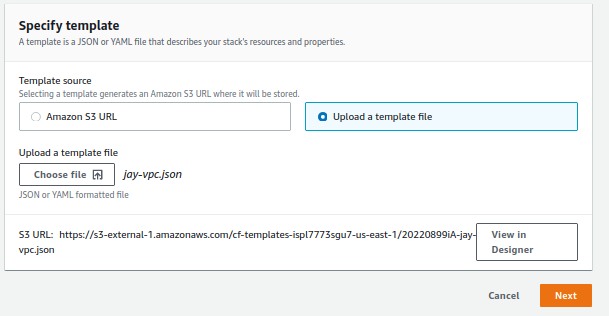 Specify template
A template is a JSON or YAML file that describes your stack's resources and properties.
Template source
Selecting a template generates an Amazon S3 URL where it will be stored.
Amazon S3 URL
Upload a template file
Upload a template file
Choose file
jay-vpc.json
JSON or YAML formatted file
S3 URL: https://s3-external-1.amazonaws.com/cf-templates-ispl7773sgu7-us-east-1/20220899iA-jay-
vpc.json
View in
Designer
Cancel
Next